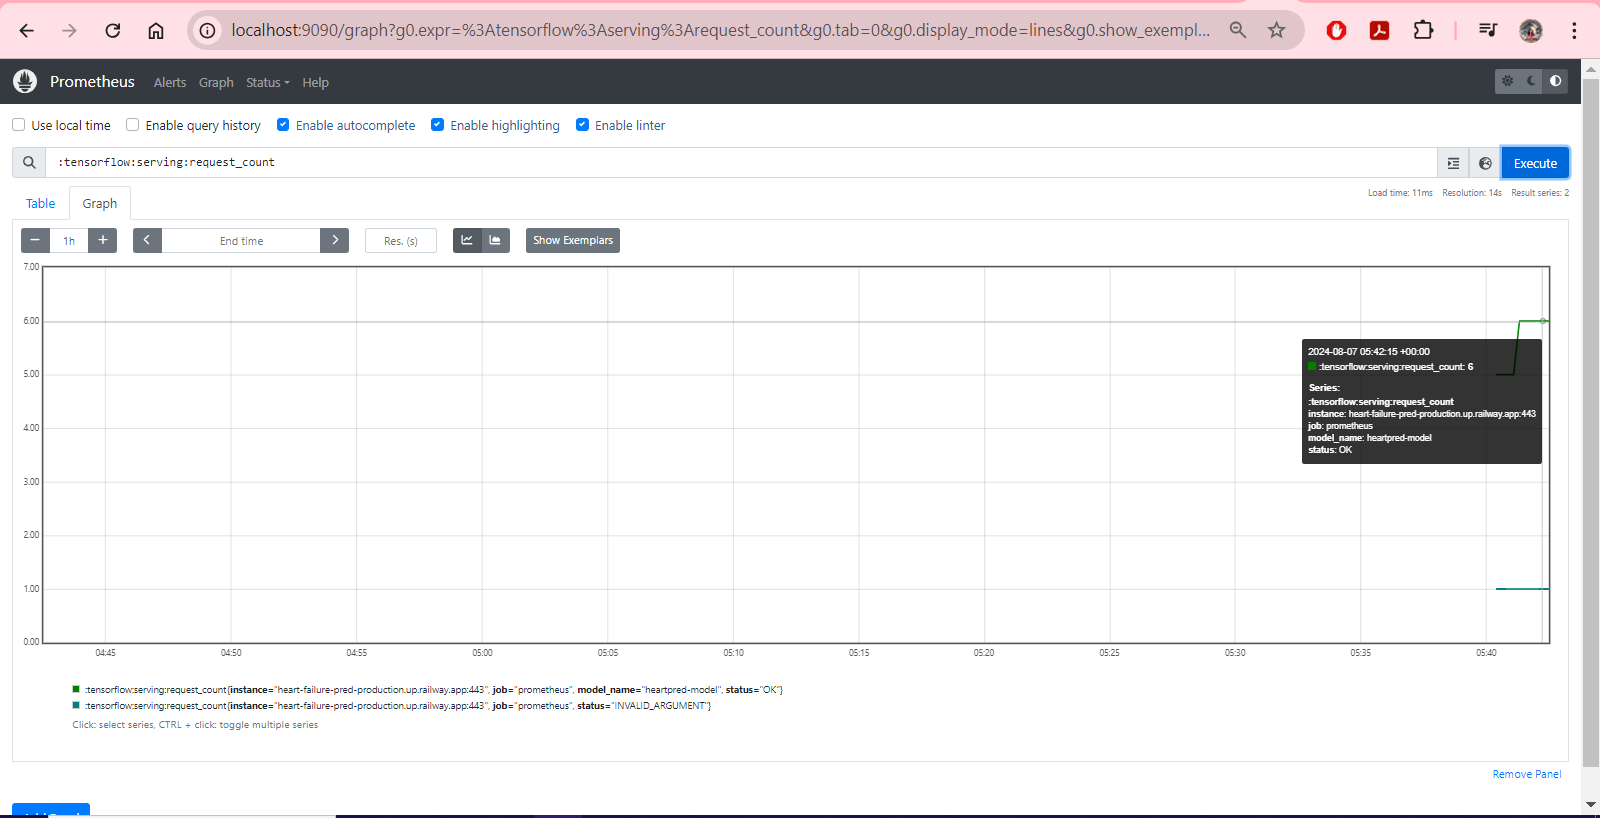 localhost:9090/graph?g0.expr=%3Atensorflow%3Aserving%3Arequest_count&g0.tab=0&g0.display_mode=lines&g0.show_exempl...
Prometheus Alerts Graph Status Help
Use local time Enable query history Enable autocomplete Enable highlighting Enable linter
:tensorflow:serving:request_count Execute
Load time: 11ms Resolution: 14s Result series: 2
Table Graph
− 1h + < End time > Res. (s) Show Exemplars
7.00
6.00
5.00
4.00
3.00
2.00
1.00
0.00
2024-08-07 05:42:15 +00:00
:tensorflow:serving:request_count: 6
Series:
:tensorflow:serving:request_count
instance: heart-failure-pred-production.up.railway.app:443
job: prometheus
model_name: heartpred-model
status: OK
04:45 04:50 04:55 05:00 05:05 05:10 05:15 05:20 05:25 05:30 05:35 05:40
:tensorflow:serving:request_count{instance="heart-failure-pred-production.up.railway.app:443", job="prometheus", model_name="heartpred-model", status="OK"}
:tensorflow:serving:request_count{instance="heart-failure-pred-production.up.railway.app:443", job="prometheus", status="INVALID_ARGUMENT"}
Click: select series, CTRL + click: toggle multiple series
Remove Panel